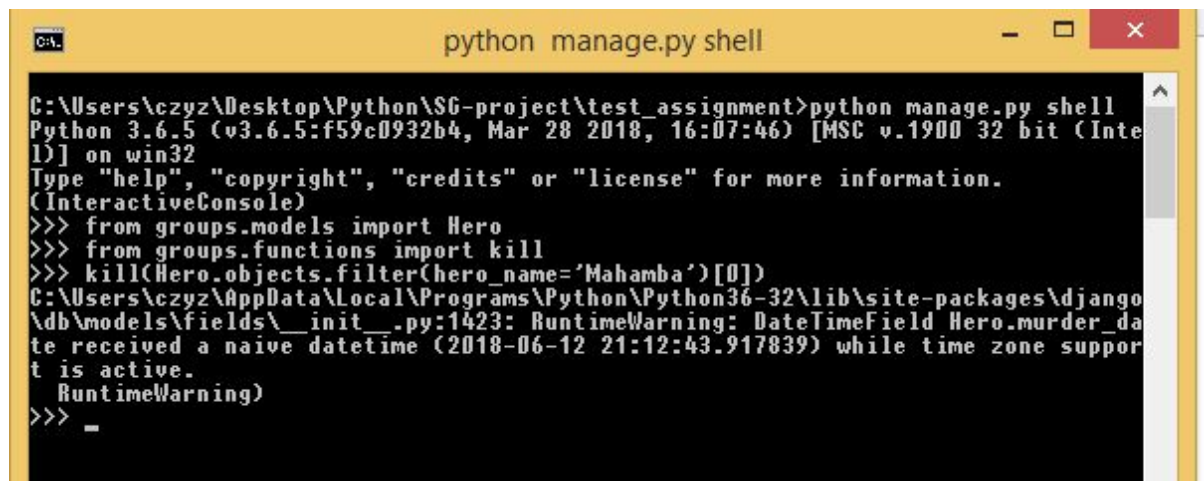 python manage.py shell
C:\Users\czyz\Desktop\Python\SG-project\test_assignment>python manage.py shell
Python 3.6.5 (v3.6.5:f59c0932b4, Mar 28 2018, 16:07:46) [MSC v.1900 32 bit (Inte
l)] on win32
Type "help", "copyright", "credits" or "license" for more information.
(InteractiveConsole)
>>> from groups.models import Hero
>>> from groups.functions import kill
>>> kill(Hero.objects.filter(hero_name='Mahamba')[0])
C:\Users\czyz\AppData\Local\Programs\Python\Python36-32\lib\site-packages\django
\db\models\fields\__init__.py:1423: RuntimeWarning: DateTimeField Hero.murder_da
te received a naive datetime (2018-06-12 21:12:43.917839) while time zone suppor
t is active.
  RuntimeWarning)
>>> _